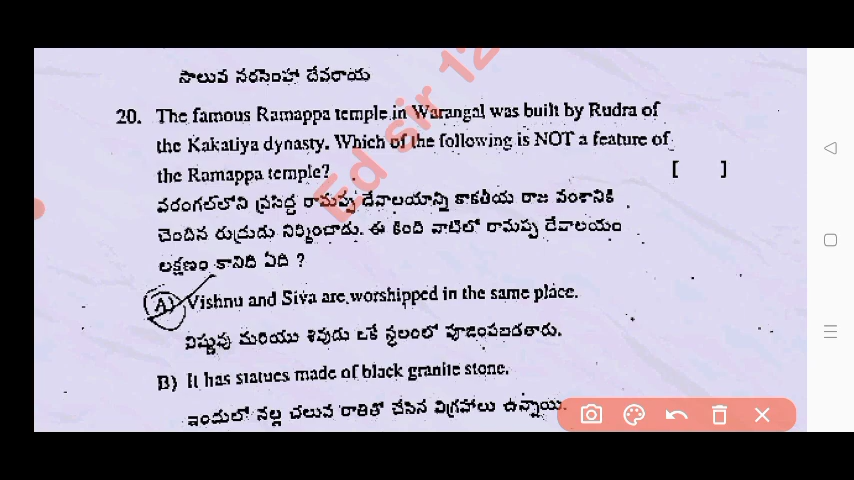 సాలువ నరసింహా దేవరాయ
20. The famous Ramappa temple in Warangal was built by Rudra of
the Kakatiya dynasty. Which of the following is NOT a feature of
the Ramappa temple? [ ]
వరంగల్‌లోని ప్రసిద్ధ రామప్ప దేవాలయాన్ని కాకతీయ రాజ వంశానికి
చెందిన రుద్రుడు నిర్మించాడు. ఈ కింది వాటిలో రామప్ప దేవాలయం
లక్షణం కానిది ఏది ?
A) Vishnu and Siva are worshipped in the same place.
విష్ణువు మరియు శివుడు ఒకే స్థలంలో పూజింపబడతారు.
B) It has statues made of black granite stone.
ఇందులో నల్ల చలువ రాతితో చేసిన విగ్రహాలు ఉన్నాయి.
Ed sir 12